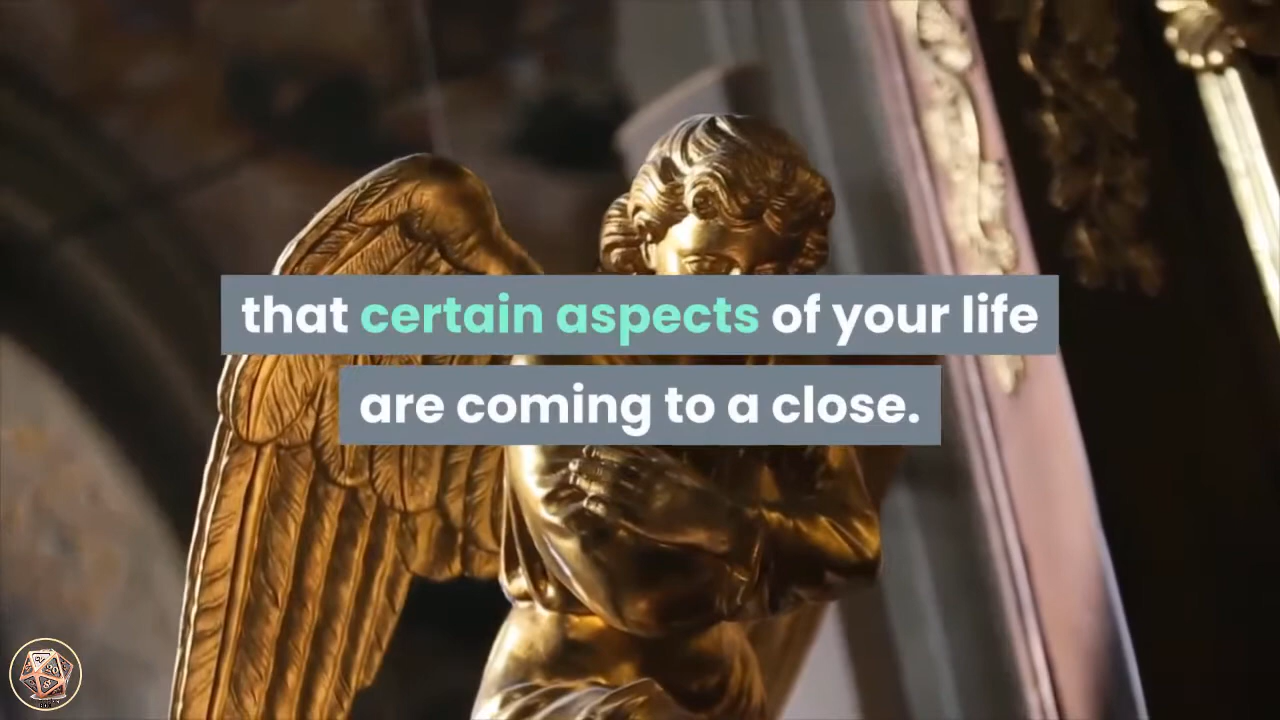 that certain aspects of your life
are coming to a close.